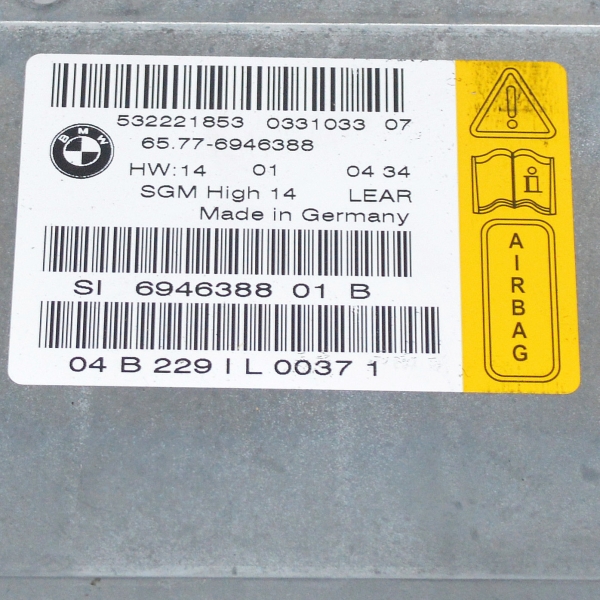 532221853 0331033 07
BMW
65.77-6946388
HW:14 01 04 34
SGM High 14 LEAR
Made in Germany
SI 6946388 01 B
04 B 229 I L 0037 1
i
AIRBAG